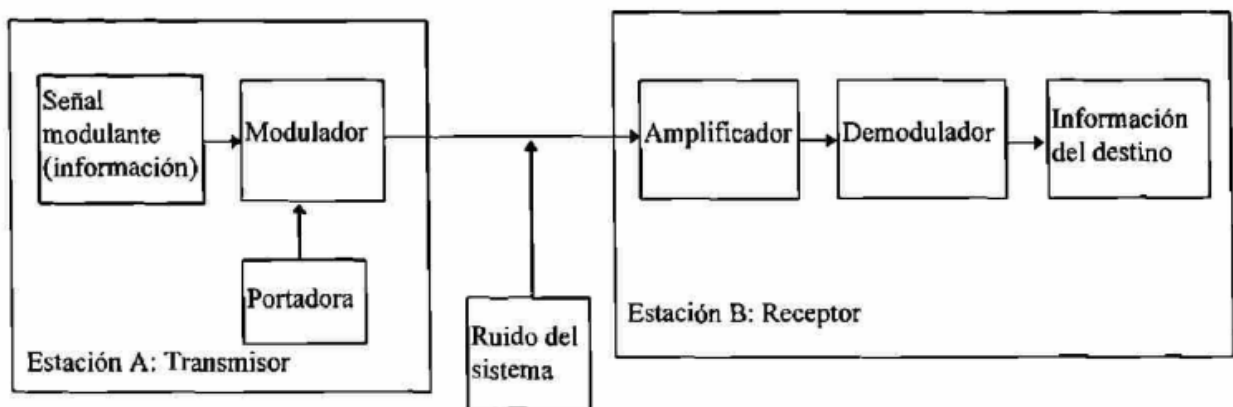 Señal
modulante
(información)
Modulador
Portadora
Estación A: Transmisor
Ruido del
sistema
Amplificador
Demodulador
Información
del destino
Estación B: Receptor